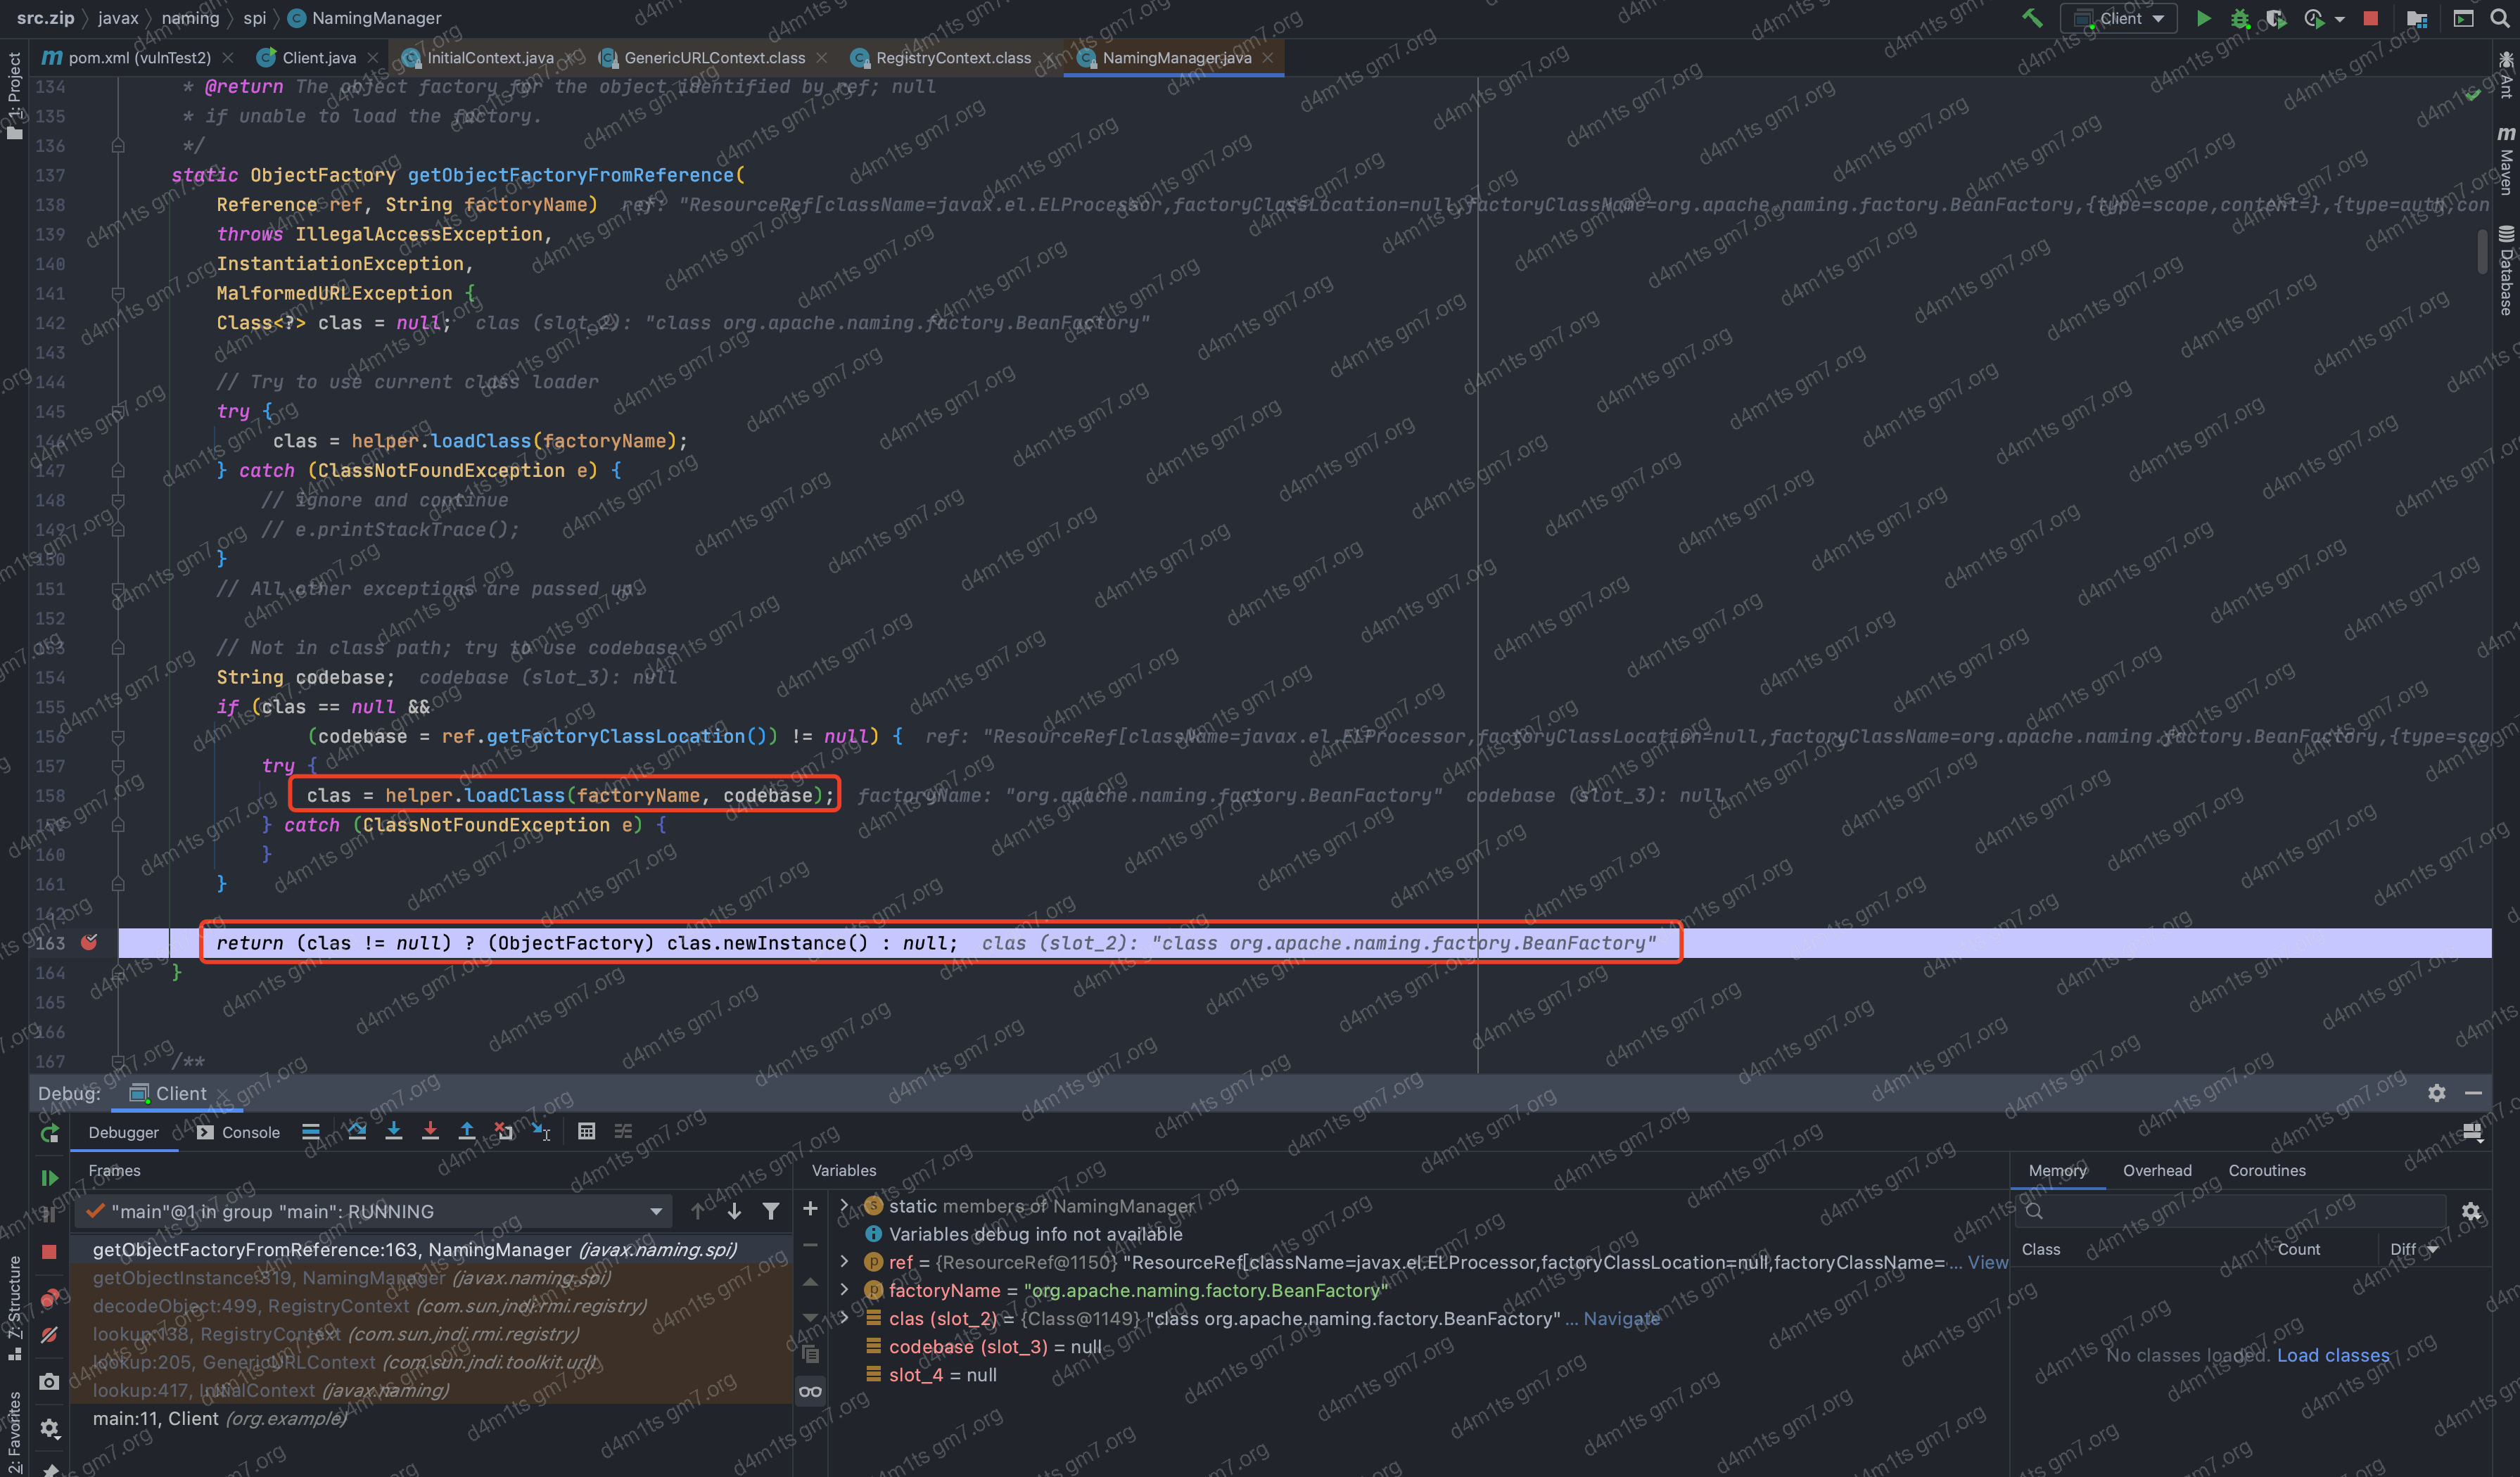 src.zip javax naming spi NamingManager
Client
pom.xml (vulnTest2) Client.java InitialContext.java GenericURLContext.class RegistryContext.class NamingManager.java
134 * @return The object factory for the object identified by ref; null
135 * if unable to load the factory.
136 */
137 static ObjectFactory getObjectFactoryFromReference(
138 Reference ref, String factoryName) ref: "ResourceRef[className=javax.el.ELProcessor,factoryClassLocation=null,factoryClassName=org.apache.naming.factory.BeanFactory,{type=scope,content=},{type=auth,con
139 throws IllegalAccessException,
140 InstantiationException,
141 MalformedURLException {
142 Class<?> clas = null; clas (slot_2): "class org.apache.naming.factory.BeanFactory"
143
144 // Try to use current class loader
145 try {
146 clas = helper.loadClass(factoryName);
147 } catch (ClassNotFoundException e) {
148 // ignore and continue
149 // e.printStackTrace();
150 }
151 // All other exceptions are passed up.
152
153 // Not in class path; try to use codebase
154 String codebase; codebase (slot_3): null
155 if (clas == null &&
156 (codebase = ref.getFactoryClassLocation()) != null) { ref: "ResourceRef[className=javax.el.ELProcessor,factoryClassLocation=null,factoryClassName=org.apache.naming.factory.BeanFactory,{type=sco
157 try {
158 clas = helper.loadClass(factoryName, codebase); factoryName: "org.apache.naming.factory.BeanFactory" codebase (slot_3): null
159 } catch (ClassNotFoundException e) {
160 }
161 }
162
163 return (clas != null) ? (ObjectFactory) clas.newInstance() : null; clas (slot_2): "class org.apache.naming.factory.BeanFactory"
164 }
165
166
167 /**
1: Project
7: Structure
2: Favorites
Ant
Maven
Database
Debug: Client
Debugger Console
Frames
"main"@1 in group "main": RUNNING
getObjectFactoryFromReference:163, NamingManager (javax.naming.spi)
getObjectInstance:319, NamingManager (javax.naming.spi)
decodeObject:499, RegistryContext (com.sun.jndi.rmi.registry)
lookup:138, RegistryContext (com.sun.jndi.rmi.registry)
lookup:205, GenericURLContext (com.sun.jndi.toolkit.url)
lookup:417, InitialContext (javax.naming)
main:11, Client (org.example)
Variables
static members of NamingManager
Variables debug info not available
ref = {ResourceRef@1150} "ResourceRef[className=javax.el.ELProcessor,factoryClassLocation=null,factoryClassName= ... View
factoryName = "org.apache.naming.factory.BeanFactory"
clas (slot_2) = {Class@1149} "class org.apache.naming.factory.BeanFactory" ... Navigate
codebase (slot_3) = null
slot_4 = null
Memory Overhead Coroutines
Class Count Diff
No classes loaded. Load classes
d4m1ts gm7.org